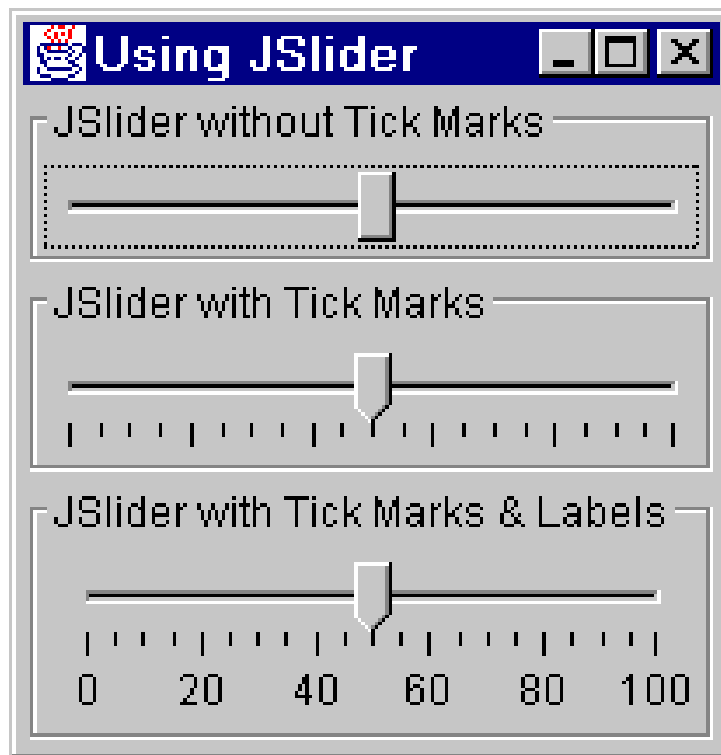 Using JSlider
JSlider without Tick Marks
JSlider with Tick Marks
JSlider with Tick Marks & Labels
0 20 40 60 80 100